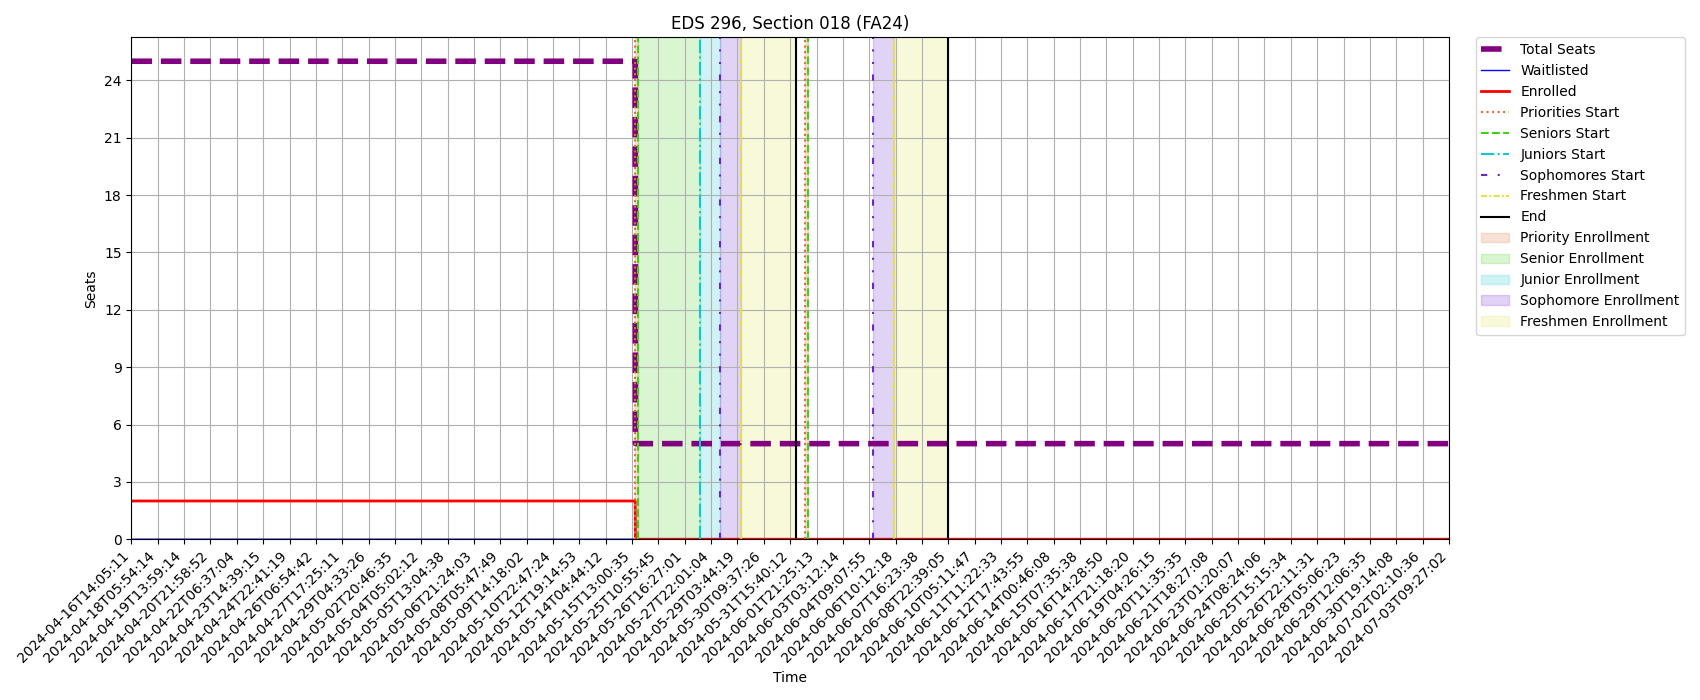 EDS 296, Section 018 (FA24)
Seats
24
21
18
15
12
9
6
3
0
2024-04-16T14:05:11
2024-04-18T05:54:14
2024-04-19T13:59:14
2024-04-20T21:58:52
2024-04-22T06:37:04
2024-04-23T14:39:15
2024-04-24T22:41:19
2024-04-26T06:54:42
2024-04-27T17:25:11
2024-04-29T04:33:26
2024-05-02T20:46:35
2024-05-04T05:02:12
2024-05-05T13:04:38
2024-05-06T21:24:03
2024-05-08T05:47:49
2024-05-09T14:18:02
2024-05-10T22:47:24
2024-05-12T19:14:53
2024-05-14T04:44:12
2024-05-15T13:00:35
2024-05-25T10:55:45
2024-05-26T16:27:01
2024-05-27T22:01:04
2024-05-29T03:44:19
2024-05-30T09:37:26
2024-05-31T15:40:12
2024-06-01T21:25:13
2024-06-03T03:12:14
2024-06-04T09:07:55
2024-06-06T10:12:18
2024-06-07T16:23:38
2024-06-08T22:39:05
2024-06-10T05:11:47
2024-06-11T11:22:33
2024-06-12T17:43:55
2024-06-14T00:46:08
2024-06-15T07:35:38
2024-06-16T14:28:50
2024-06-17T21:18:20
2024-06-19T04:26:15
2024-06-20T11:35:35
2024-06-21T18:27:08
2024-06-23T01:20:07
2024-06-24T08:24:06
2024-06-25T15:15:34
2024-06-26T22:11:31
2024-06-28T05:06:23
2024-06-29T12:06:35
2024-06-30T19:14:08
2024-07-02T02:10:36
2024-07-03T09:27:02
Time
Total Seats
Waitlisted
Enrolled
Priorities Start
Seniors Start
Juniors Start
Sophomores Start
Freshmen Start
End
Priority Enrollment
Senior Enrollment
Junior Enrollment
Sophomore Enrollment
Freshmen Enrollment